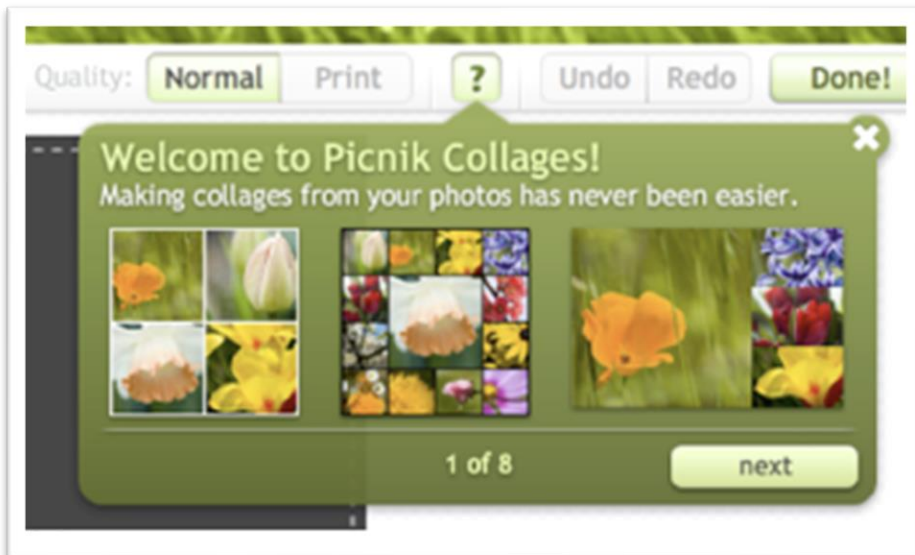 Quality: Normal Print ? Undo Redo Done!
Welcome to Picnik Collages!
Making collages from your photos has never been easier.
1 of 8 next